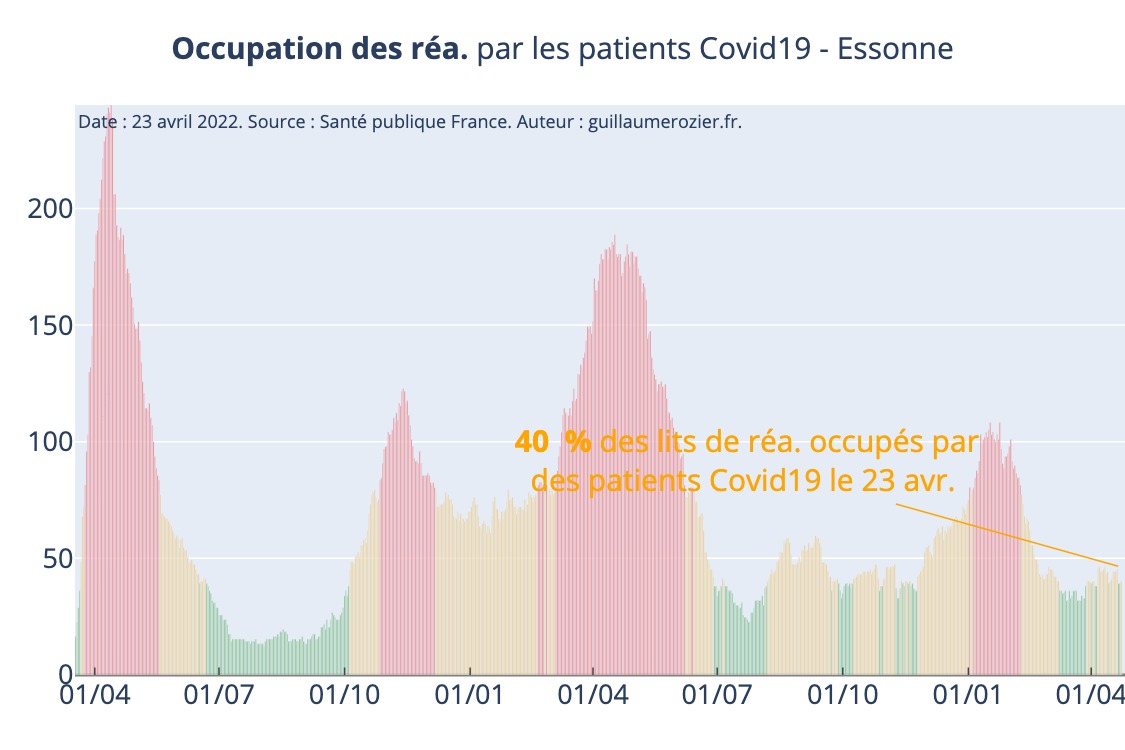 Occupation des réa. par les patients Covid19 - Essonne
Date : 23 avril 2022. Source : Santé publique France. Auteur : guillaumerozier.fr.
200
150
100
50
0
40 % des lits de réa. occupés par
des patients Covid19 le 23 avr.
01/04 01/07 01/10 01/01 01/04 01/07 01/10 01/01 01/04